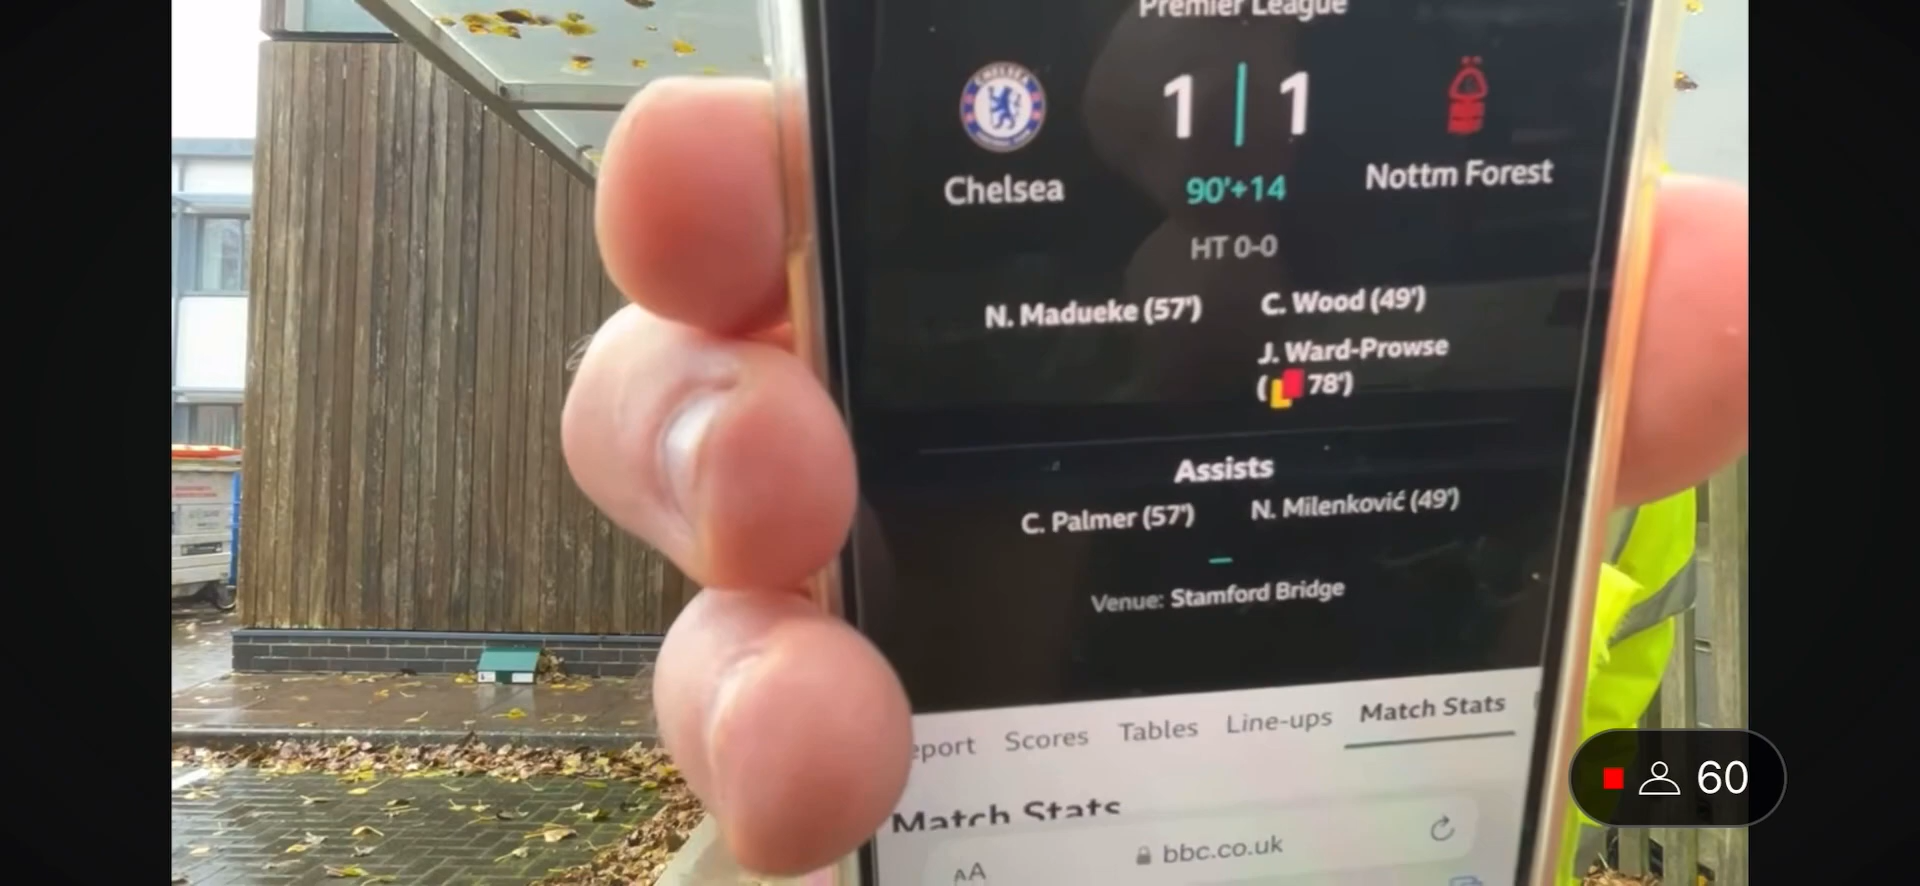 Premier League
CHELSEA
1 | 1
Chelsea
90'+14
Nottm Forest
HT 0-0
N. Madueke (57')
C. Wood (49')
J. Ward-Prowse
(78')
Assists
C. Palmer (57')
N. Milenković (49')
Venue: Stamford Bridge
eport
Scores
Tables
Line-ups
Match Stats
Match Stats
AA
bbc.co.uk
60